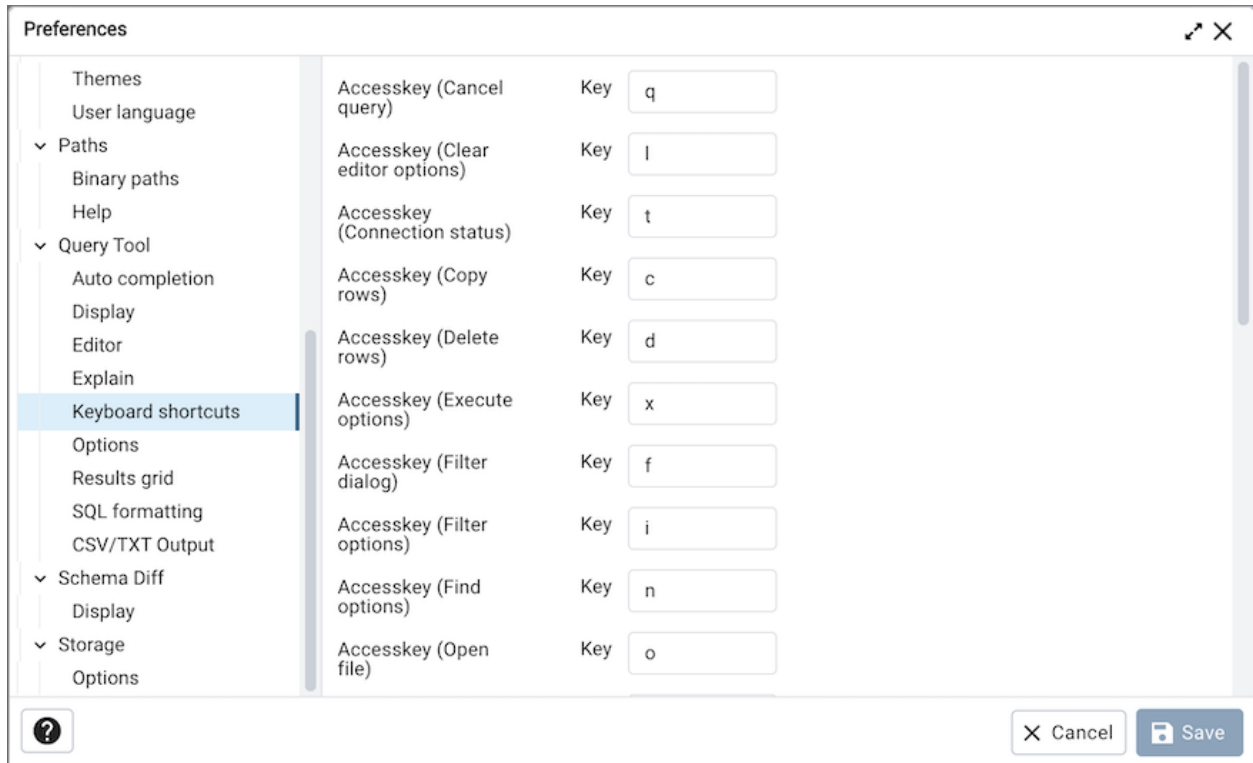 Preferences
Themes
User language
Paths
Binary paths
Help
Query Tool
Auto completion
Display
Editor
Explain
Keyboard shortcuts
Options
Results grid
SQL formatting
CSV/TXT Output
Schema Diff
Display
Storage
Options
Accesskey (Cancel
query)
Key q
Accesskey (Clear
editor options)
Key l
Accesskey
(Connection status)
Key t
Accesskey (Copy
rows)
Key c
Accesskey (Delete
rows)
Key d
Accesskey (Execute
options)
Key x
Accesskey (Filter
dialog)
Key f
Accesskey (Filter
options)
Key i
Accesskey (Find
options)
Key n
Accesskey (Open
file)
Key o
?
Cancel
Save